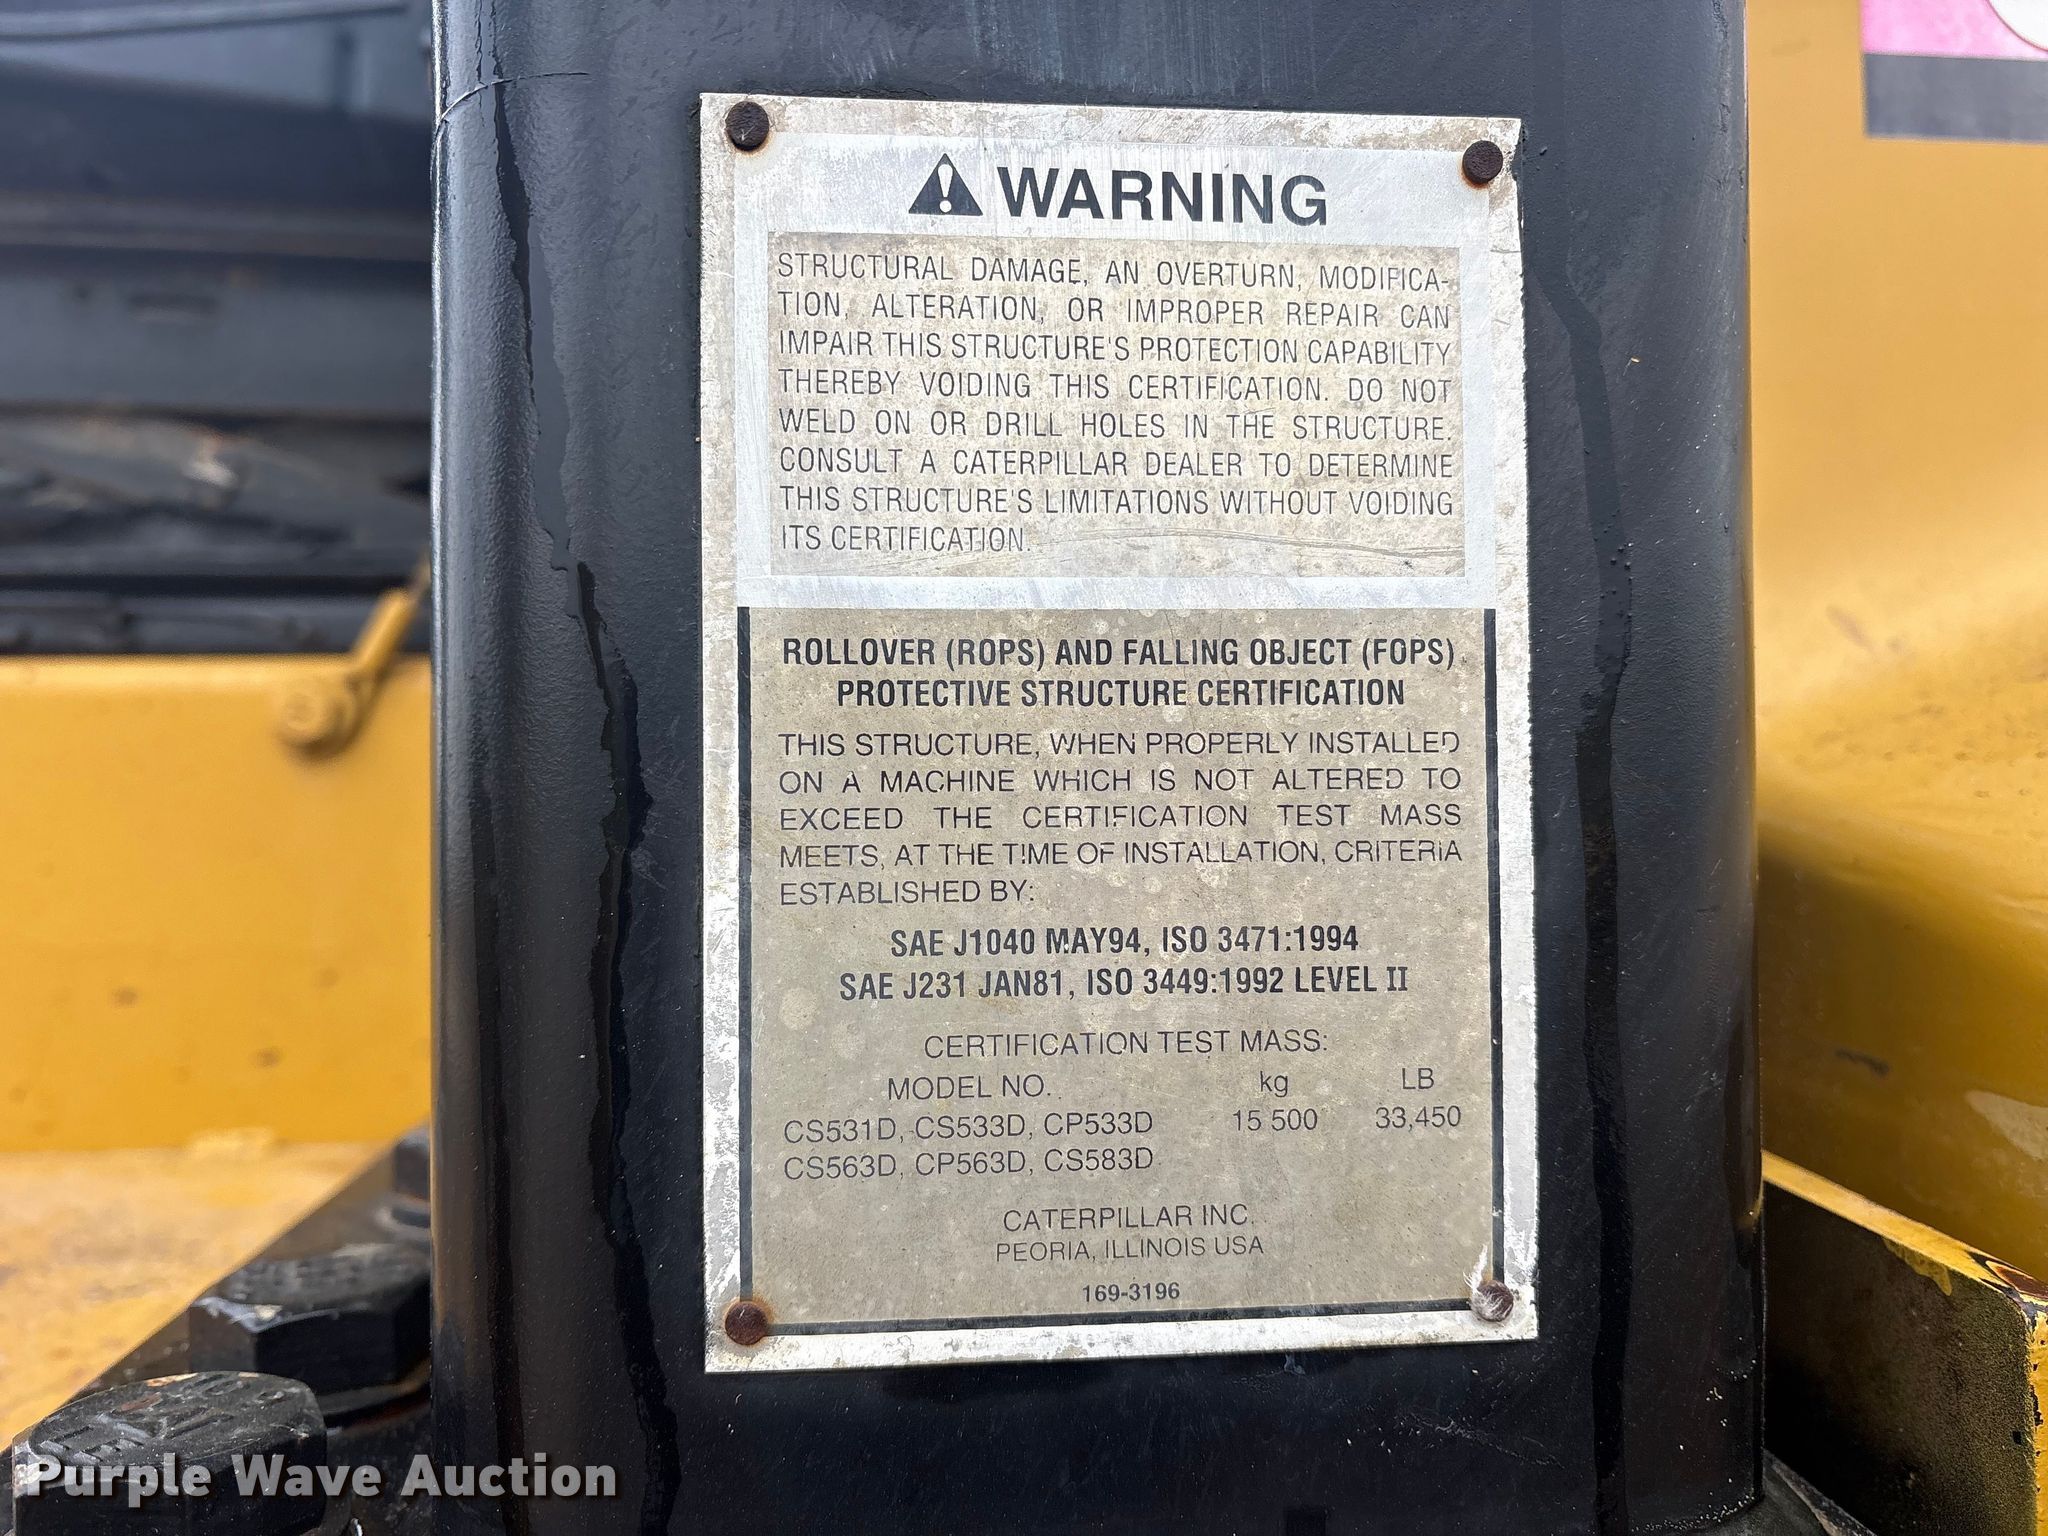 WARNING
STRUCTURAL DAMAGE, AN OVERTURN, MODIFICA-
TION, ALTERATION, OR IMPROPER REPAIR CAN
IMPAIR THIS STRUCTURE'S PROTECTION CAPABILITY
THEREBY VOIDING THIS CERTIFICATION. DO NOT
WELD ON OR DRILL HOLES IN THE STRUCTURE.
CONSULT A CATERPILLAR DEALER TO DETERMINE
THIS STRUCTURE'S LIMITATIONS WITHOUT VOIDING
ITS CERTIFICATION.
ROLLOVER (ROPS) AND FALLING OBJECT (FOPS)
PROTECTIVE STRUCTURE CERTIFICATION
THIS STRUCTURE, WHEN PROPERLY INSTALLED
ON A MACHINE WHICH IS NOT ALTERED TO
EXCEED THE CERTIFICATION TEST MASS
MEETS, AT THE TIME OF INSTALLATION, CRITERIA
ESTABLISHED BY:
SAE J1040 MAY94, ISO 3471:1994
SAE J231 JAN81, ISO 3449:1992 LEVEL II
CERTIFICATION TEST MASS:
MODEL NO. kg LB
CS531D, CS533D, CP533D 15 500 33,450
CS563D, CP563D, CS583D
CATERPILLAR INC.
PEORIA, ILLINOIS USA
169-3196
Purple Wave Auction